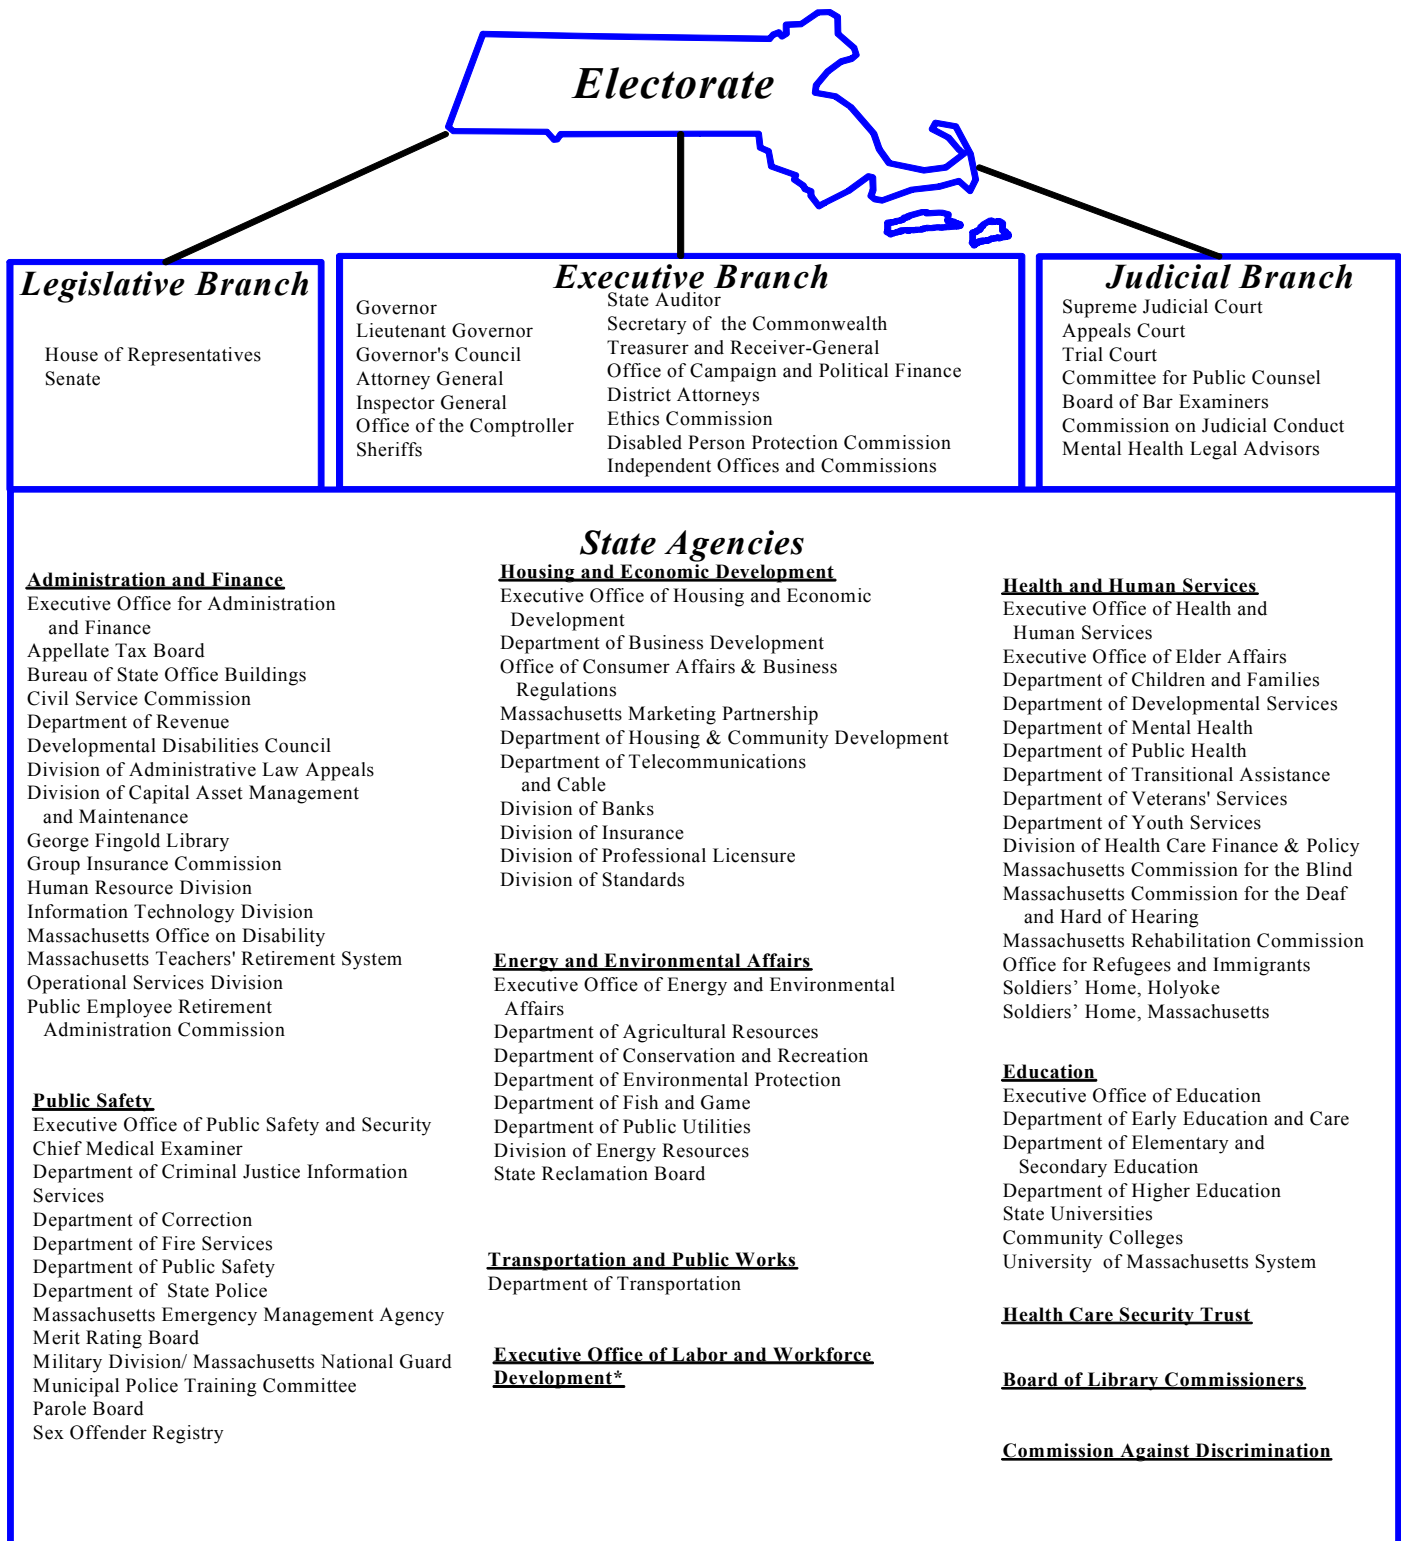 Electorate
Legislative Branch
House of Representatives
Senate
Executive Branch
Governor
Lieutenant Governor
Governor's Council
Attorney General
Inspector General
Office of the Comptroller
Sheriffs
State Auditor
Secretary of the Commonwealth
Treasurer and Receiver-General
Office of Campaign and Political Finance
District Attorneys
Ethics Commission
Disabled Person Protection Commission
Independent Offices and Commissions
Judicial Branch
Supreme Judicial Court
Appeals Court
Trial Court
Committee for Public Counsel
Board of Bar Examiners
Commission on Judicial Conduct
Mental Health Legal Advisors
State Agencies
Administration and Finance
Executive Office for Administration
and Finance
Appellate Tax Board
Bureau of State Office Buildings
Civil Service Commission
Department of Revenue
Developmental Disabilities Council
Division of Administrative Law Appeals
Division of Capital Asset Management
and Maintenance
George Fingold Library
Group Insurance Commission
Human Resource Division
Information Technology Division
Massachusetts Office on Disability
Massachusetts Teachers' Retirement System
Operational Services Division
Public Employee Retirement
Administration Commission
Public Safety
Executive Office of Public Safety and Security
Chief Medical Examiner
Department of Criminal Justice Information
Services
Department of Correction
Department of Fire Services
Department of Public Safety
Department of State Police
Massachusetts Emergency Management Agency
Merit Rating Board
Military Division/ Massachusetts National Guard
Municipal Police Training Committee
Parole Board
Sex Offender Registry
Housing and Economic Development
Executive Office of Housing and Economic
Development
Department of Business Development
Office of Consumer Affairs & Business
Regulations
Massachusetts Marketing Partnership
Department of Housing & Community Development
Department of Telecommunications
and Cable
Division of Banks
Division of Insurance
Division of Professional Licensure
Division of Standards
Energy and Environmental Affairs
Executive Office of Energy and Environmental
Affairs
Department of Agricultural Resources
Department of Conservation and Recreation
Department of Environmental Protection
Department of Fish and Game
Department of Public Utilities
Division of Energy Resources
State Reclamation Board
Transportation and Public Works
Department of Transportation
Executive Office of Labor and Workforce
Development*
Health and Human Services
Executive Office of Health and
Human Services
Executive Office of Elder Affairs
Department of Children and Families
Department of Developmental Services
Department of Mental Health
Department of Public Health
Department of Transitional Assistance
Department of Veterans' Services
Department of Youth Services
Division of Health Care Finance & Policy
Massachusetts Commission for the Blind
Massachusetts Commission for the Deaf
and Hard of Hearing
Massachusetts Rehabilitation Commission
Office for Refugees and Immigrants
Soldiers’ Home, Holyoke
Soldiers’ Home, Massachusetts
Education
Executive Office of Education
Department of Early Education and Care
Department of Elementary and
Secondary Education
Department of Higher Education
State Universities
Community Colleges
University of Massachusetts System
Health Care Security Trust
Board of Library Commissioners
Commission Against Discrimination